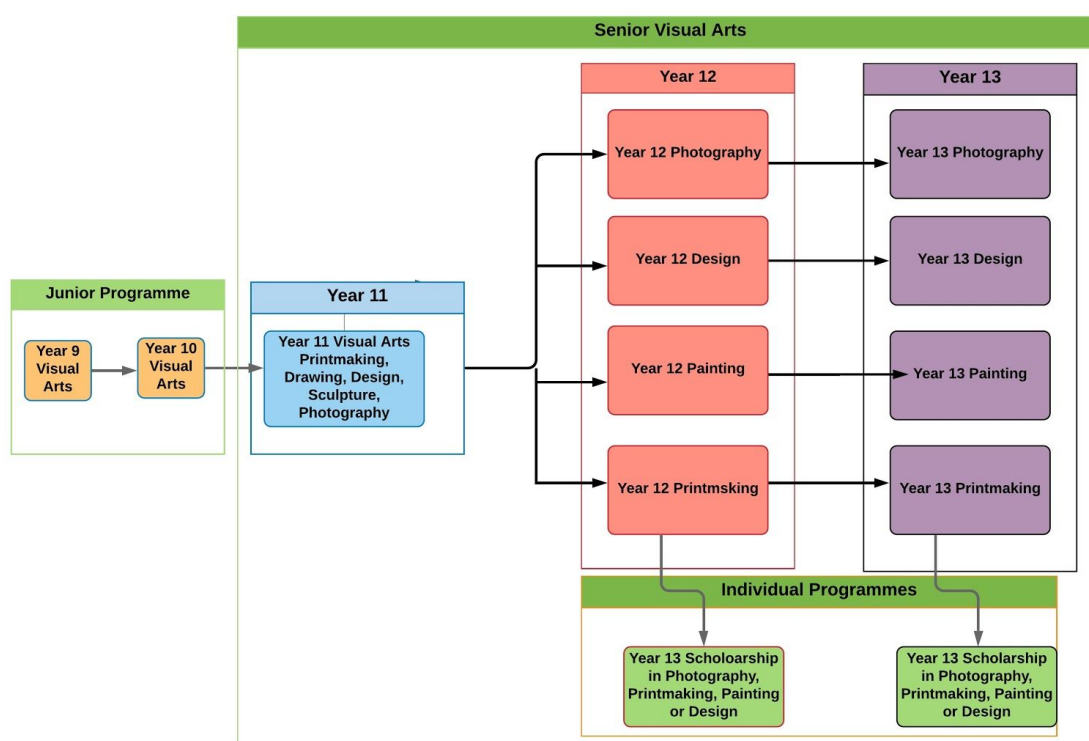 Senior Visual Arts
Year 12
Year 13
Year 12 Photography
Year 13 Photography
Year 12 Design
Year 13 Design
Junior Programme
Year 9
Visual
Arts
Year 10
Visual
Arts
Year 11
Year 11 Visual Arts
Printmaking,
Drawing, Design,
Sculpture,
Photography
Year 12 Painting
Year 13 Painting
Year 12 Printmsking
Year 13 Printmaking
Individual Programmes
Year 13 Scholoarship
in Photography,
Printmaking, Painting
or Design
Year 13 Scholarship
in Photography,
Printmaking, Painting
or Design